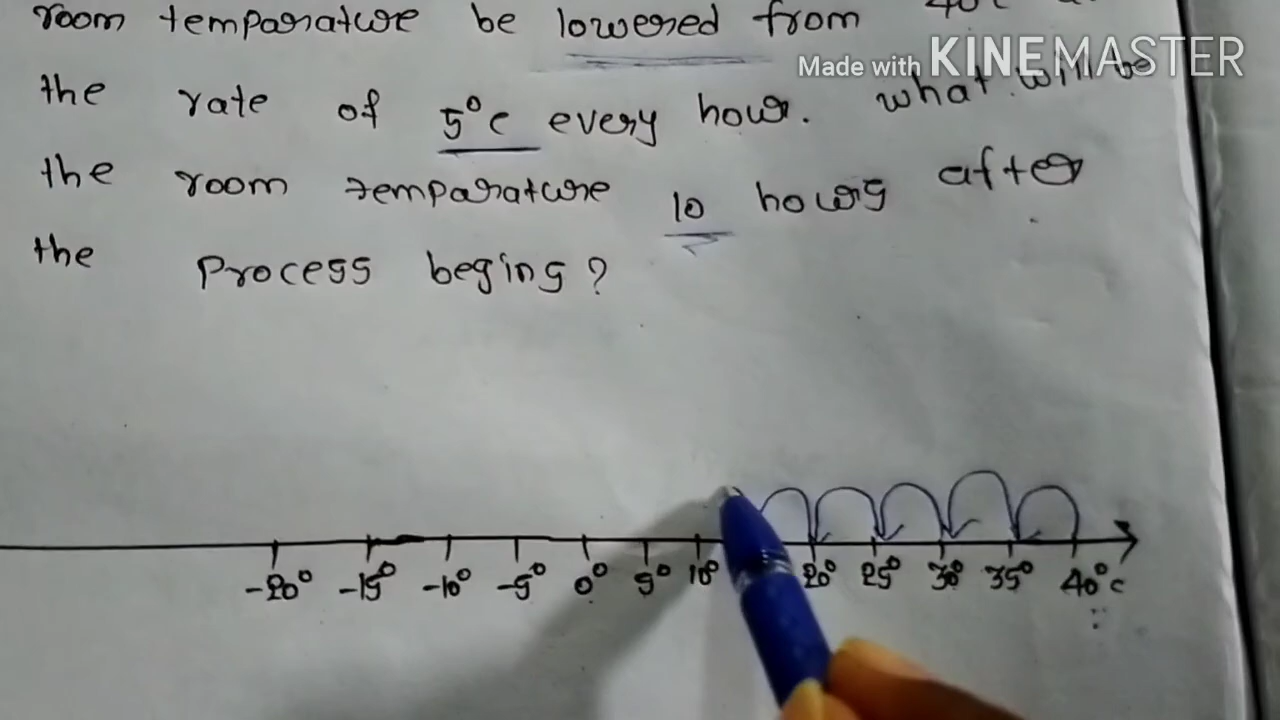 room temparature be lowered from 40°C
Made with KINEMASTER
the rate of 5°c every hour. what will be
the room temparature 10 hours after
the Process begins?
-20° -15° -10° -5° 0° 5° 10° 20° 25° 30° 35° 40°c